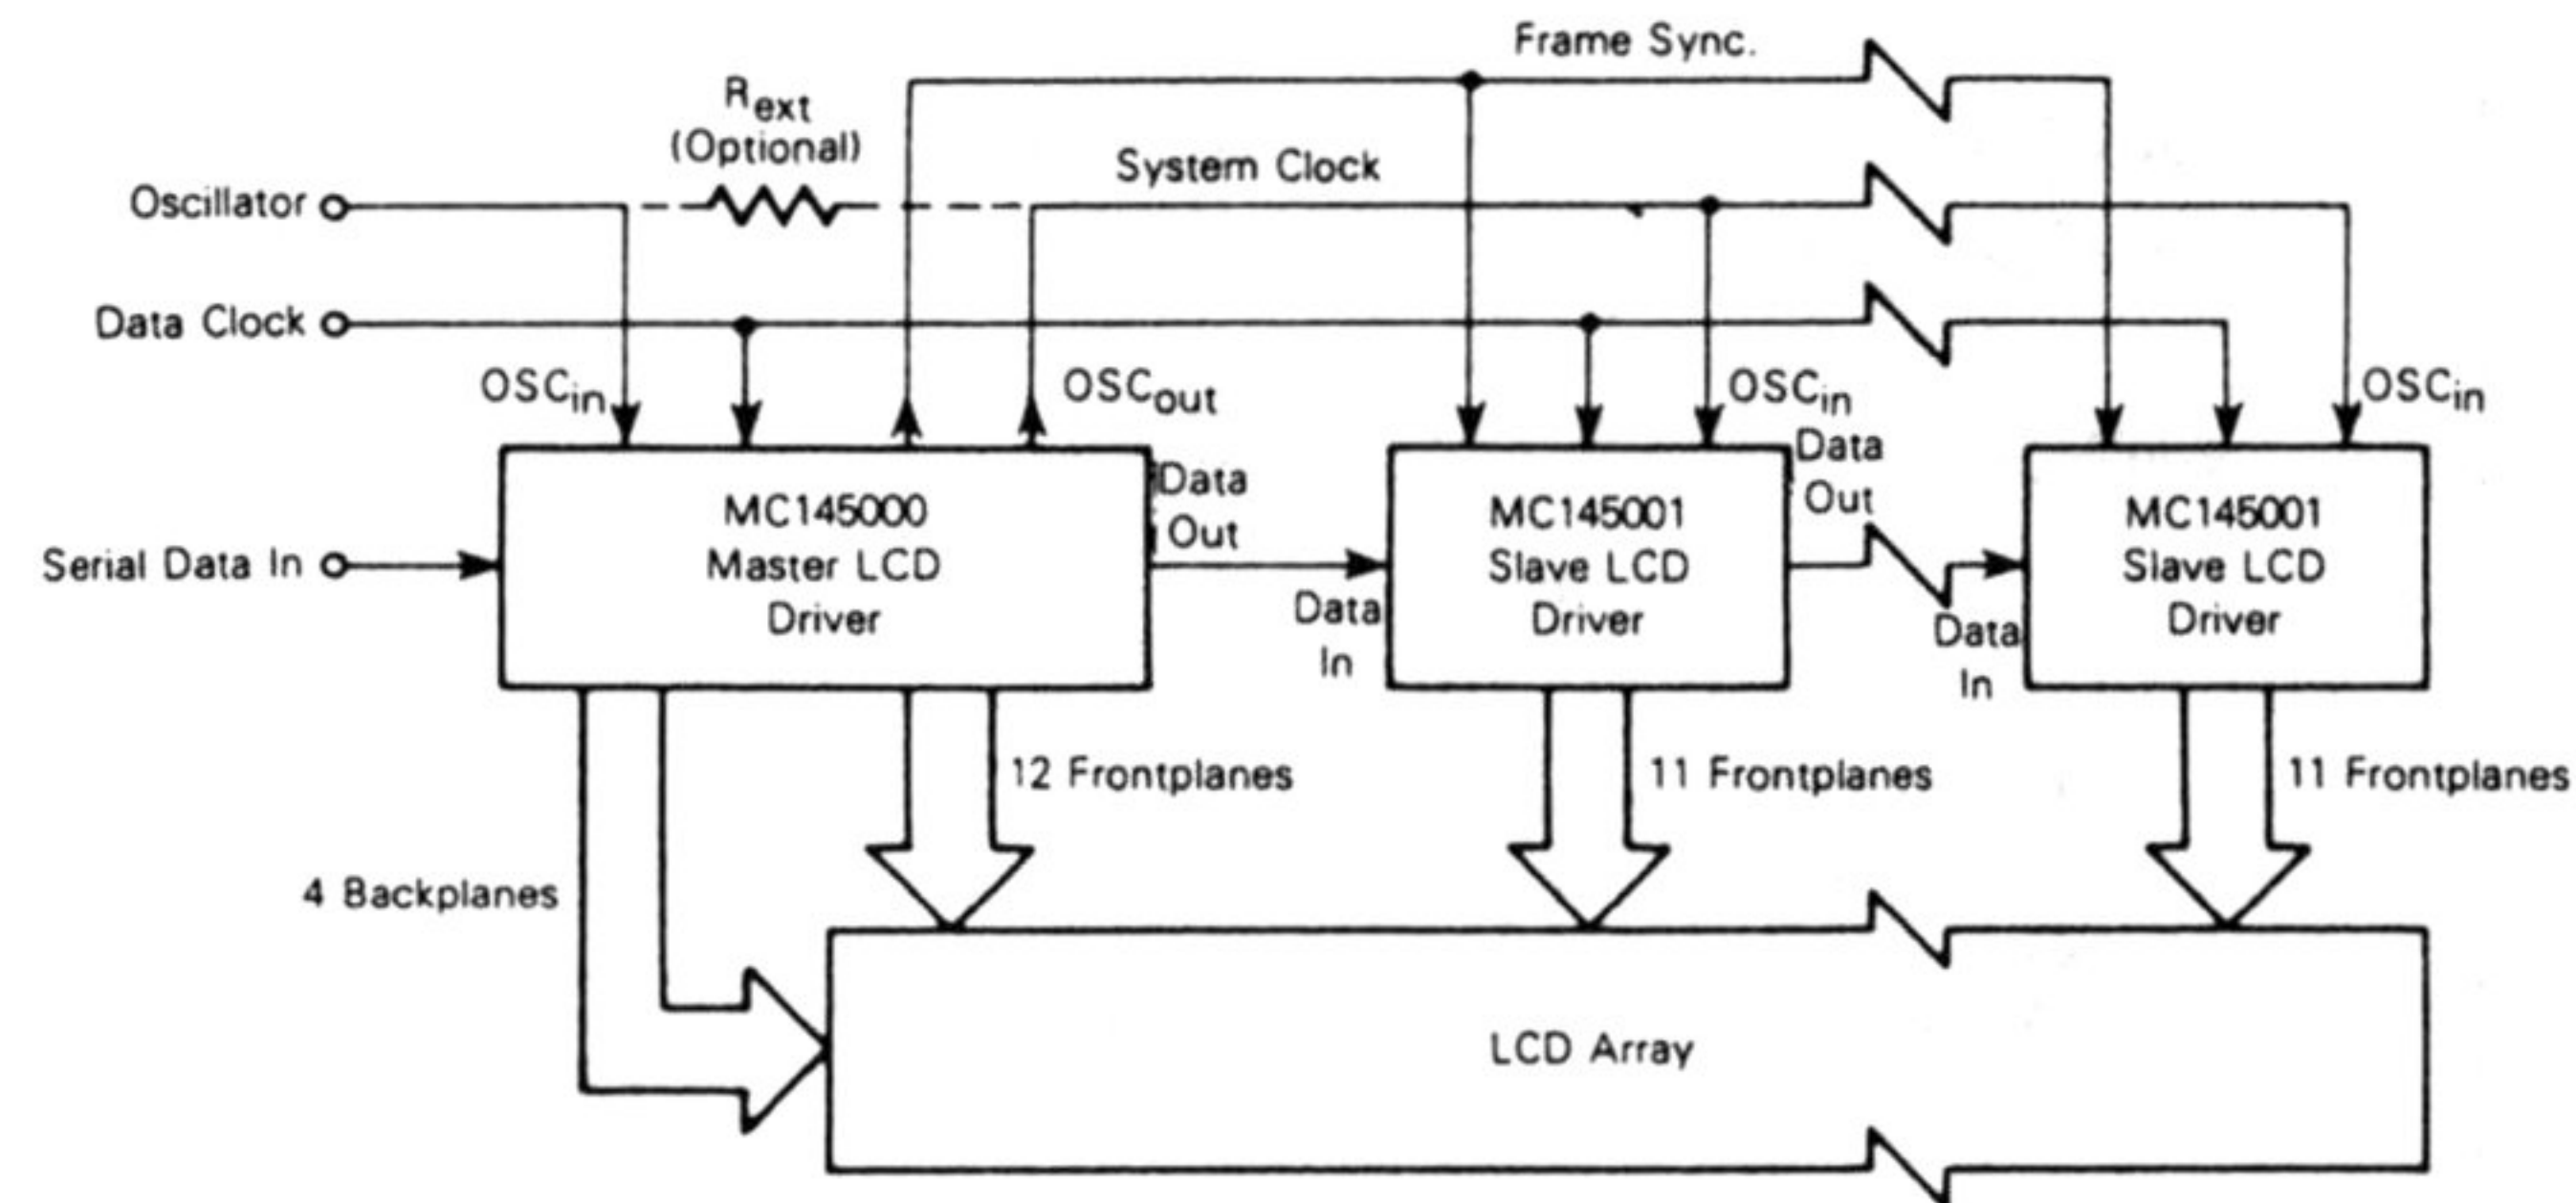 Frame Sync.
Rext
(Optional)
System Clock
Oscillator
Data Clock
OSCin
OSCout
OSCin
OSCin
Serial Data In
MC145000
Master LCD
Driver
Data
Out
Data
In
MC145001
Slave LCD
Driver
Data
Out
Data
In
MC145001
Slave LCD
Driver
12 Frontplanes
11 Frontplanes
11 Frontplanes
4 Backplanes
LCD Array